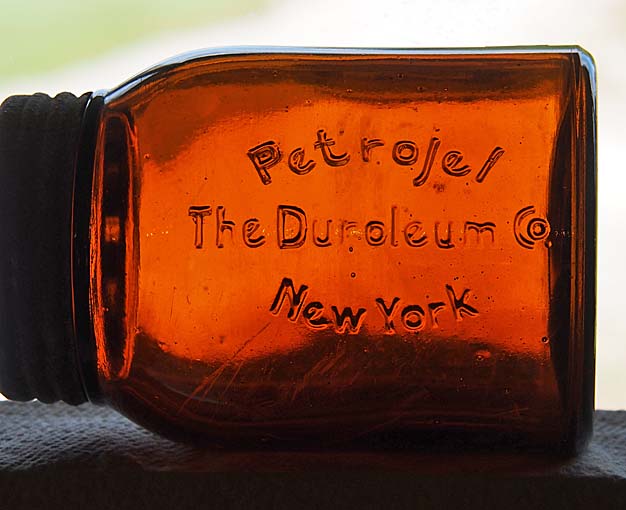 Petrojel
The Duroleum Co
New York